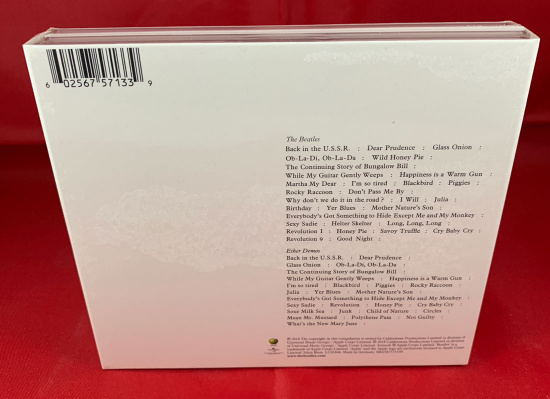 6 02567 57133 9
The Beatles
Back in the U.S.S.R. : Dear Prudence : Glass Onion :
Ob-La-Di, Ob-La-Da : Wild Honey Pie :
The Continuing Story of Bungalow Bill :
While My Guitar Gently Weeps : Happiness is a Warm Gun :
Martha My Dear : I'm so tired : Blackbird : Piggies :
Rocky Raccoon : Don't Pass Me By :
Why don't we do it in the road? : I Will : Julia :
Birthday : Yer Blues : Mother Nature's Son :
Everybody's Got Something to Hide Except Me and My Monkey :
Sexy Sadie : Helter Skelter : Long, Long, Long :
Revolution 1 : Honey Pie : Savoy Truffle : Cry Baby Cry :
Revolution 9 : Good Night :
Esher Demos
Back in the U.S.S.R. : Dear Prudence :
Glass Onion : Ob-La-Di, Ob-La-Da :
The Continuing Story of Bungalow Bill :
While My Guitar Gently Weeps : Happiness is a Warm Gun :
I'm so tired : Blackbird : Piggies : Rocky Raccoon :
Julia : Yer Blues : Mother Nature's Son :
Everybody's Got Something to Hide Except Me and My Monkey :
Sexy Sadie : Revolution : Honey Pie : Cry Baby Cry :
Sour Milk Sea : Junk : Child of Nature : Circles :
Mean Mr. Mustard : Polythene Pam : Not Guilty :
What's the New Mary Jane :